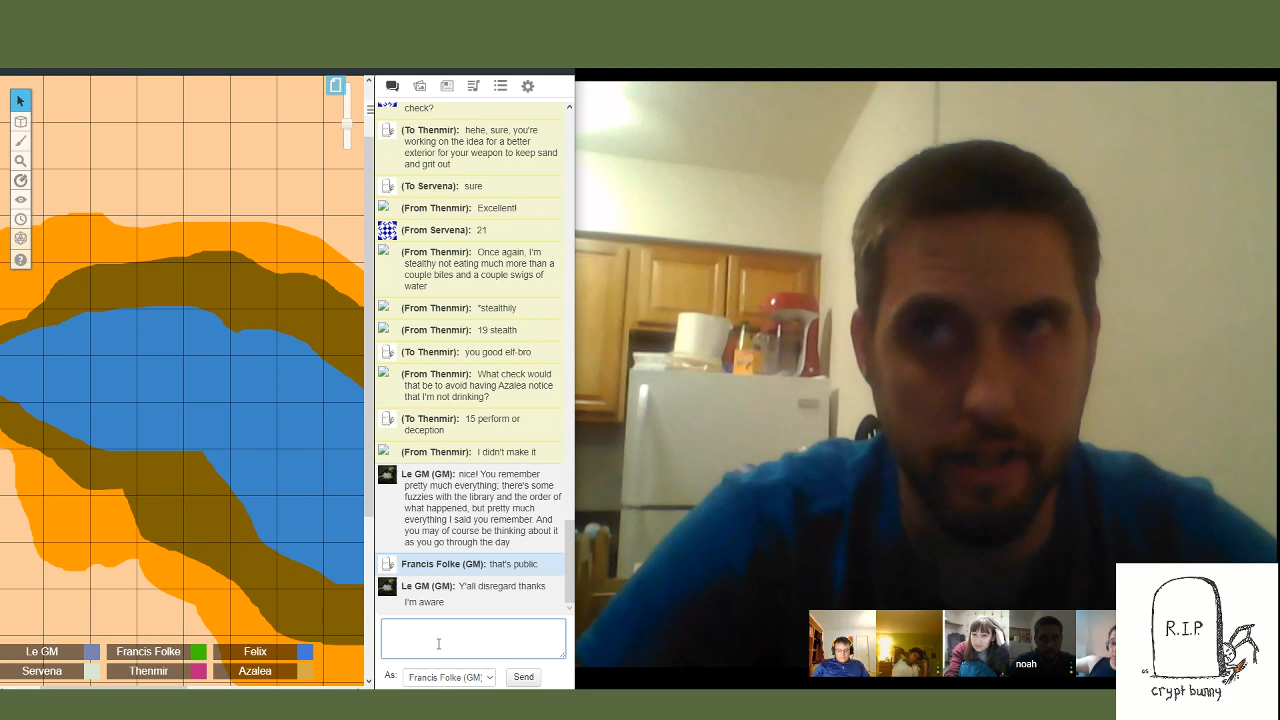 check?
(To Thenmir): hehe, sure, you're
working on the idea for a better
exterior for your weapon to keep sand
and grit out
(To Servena): sure
(From Thenmir): Excellent!
(From Servena): 21
(From Thenmir): Once again, I'm
stealthy not eating much more than a
couple bites and a couple swigs of
water
(From Thenmir): *stealthily
(From Thenmir): 19 stealth
(To Thenmir): you good elf-bro
(From Thenmir): What check would
that be to avoid having Azalea notice
that I'm not drinking?
(To Thenmir): 15 perform or
deception
(From Thenmir): I didn't make it
Le GM (GM): nice! You remember
pretty much everything; there's some
fuzzies with the library and the order of
what happened, but pretty much
everything I said you remember. And
you may of course be thinking about it
as you go through the day
Francis Folke (GM): that's public
Le GM (GM): Y'all disregard thanks
I'm aware
As: Francis Folke (GM) Send
Le GM Francis Folke Felix
Servena Thenmir Azalea
noah
R.I.P
crypt bunny